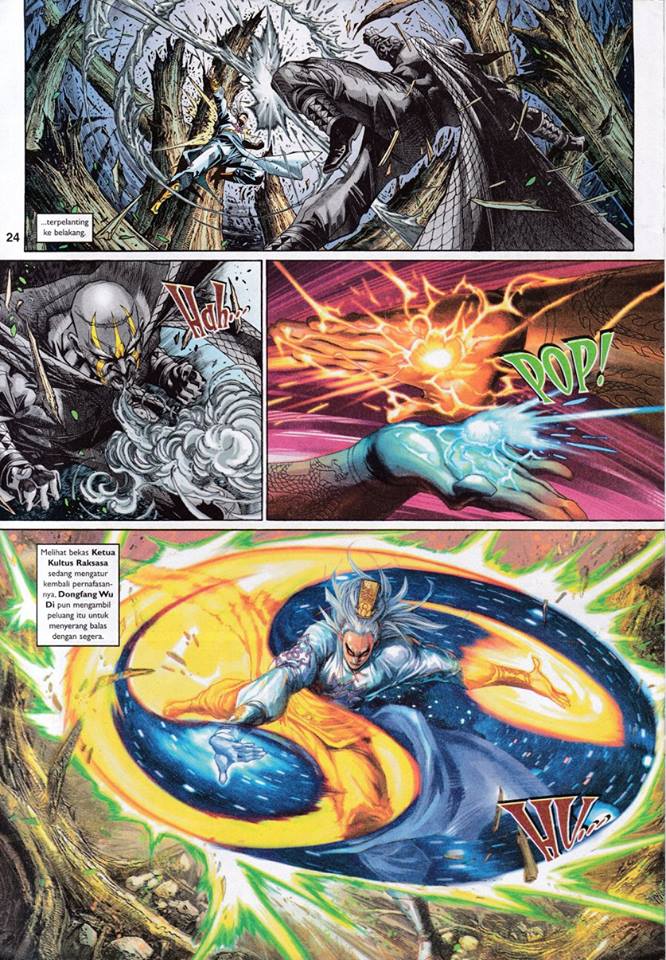 ...terpelanting
ke belakang.
24
Hah...
POP!
Melihat bekas Ketua
Kultus Raksasa
sedang mengatur
kembali pernafasan-
nya, Dongfang Wu
Di pun mengambil
peluang itu untuk
menyerang balas
dengan segera.
HU...